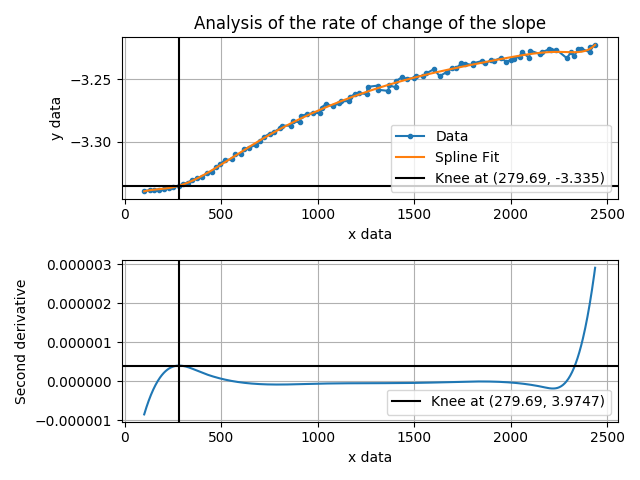 Analysis of the rate of change of the slope
y data
−3.25
−3.30
Data
Spline Fit
Knee at (279.69, -3.335)
0
500
1000
1500
2000
2500
x data
Second derivative
0.000003
0.000002
0.000001
0.000000
−0.000001
Knee at (279.69, 3.9747)
0
500
1000
1500
2000
2500
x data